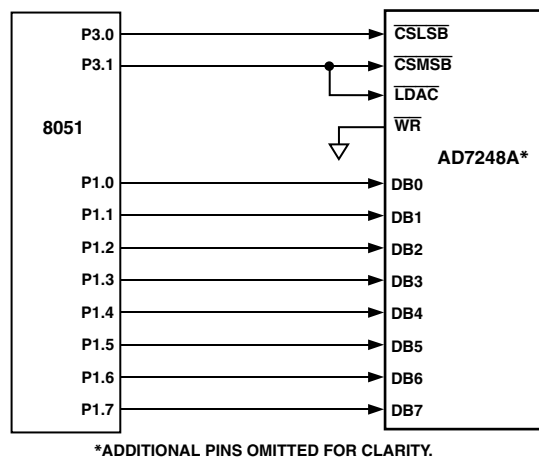 P3.0 CSLSB
P3.1 CSMSB
LDAC
8051 WR
AD7248A*
P1.0 DB0
P1.1 DB1
P1.2 DB2
P1.3 DB3
P1.4 DB4
P1.5 DB5
P1.6 DB6
P1.7 DB7
*ADDITIONAL PINS OMITTED FOR CLARITY.